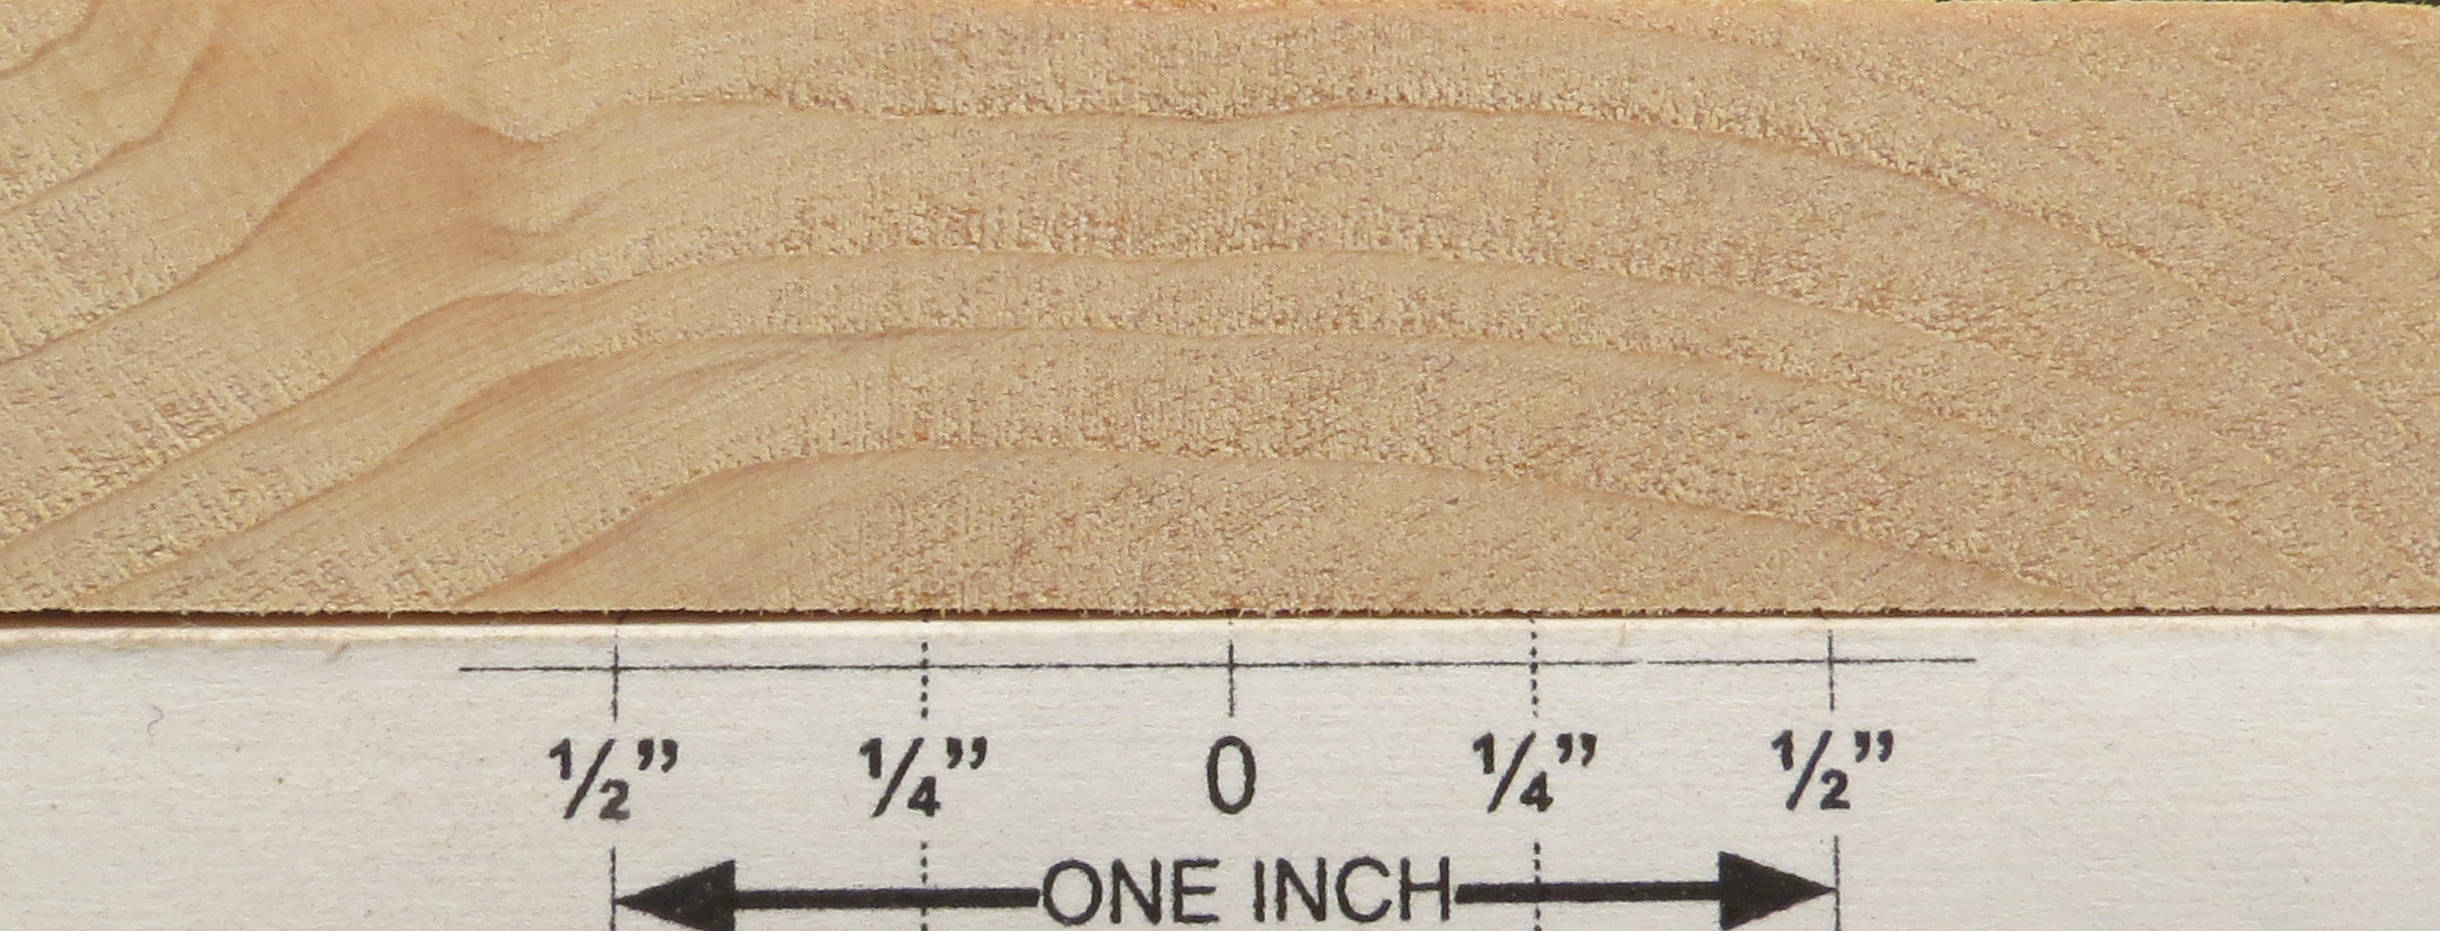 ½” ¼” 0 ¼” ½”
ONE INCH